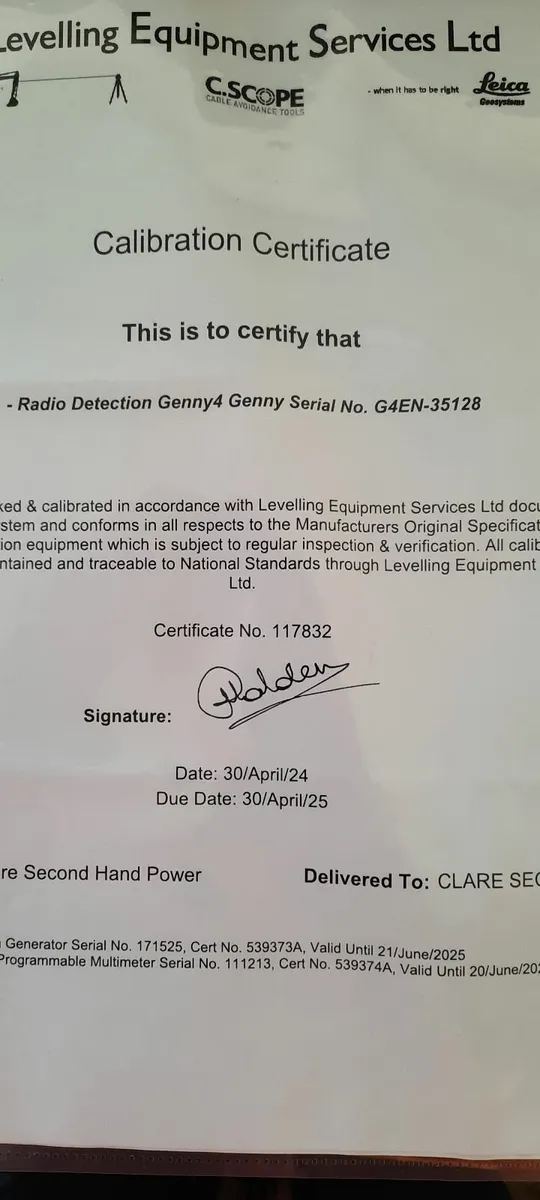 Levelling Equipment Services Ltd
C.SCOPE
CABLE AVOIDANCE TOOLS
- when it has to be right
Leica
Geosystems
Calibration Certificate
This is to certify that
- Radio Detection Genny4 Genny Serial No. G4EN-35128
ked & calibrated in accordance with Levelling Equipment Services Ltd docu
stem and conforms in all respects to the Manufacturers Original Specificat
ion equipment which is subject to regular inspection & verification. All calib
ntained and traceable to National Standards through Levelling Equipment
Ltd.
Certificate No. 117832
Signature:
Date: 30/April/24
Due Date: 30/April/25
re Second Hand Power
Delivered To: CLARE SEC
Generator Serial No. 171525, Cert No. 539373A, Valid Until 21/June/2025
Programmable Multimeter Serial No. 111213, Cert No. 539374A, Valid Until 20/June/202